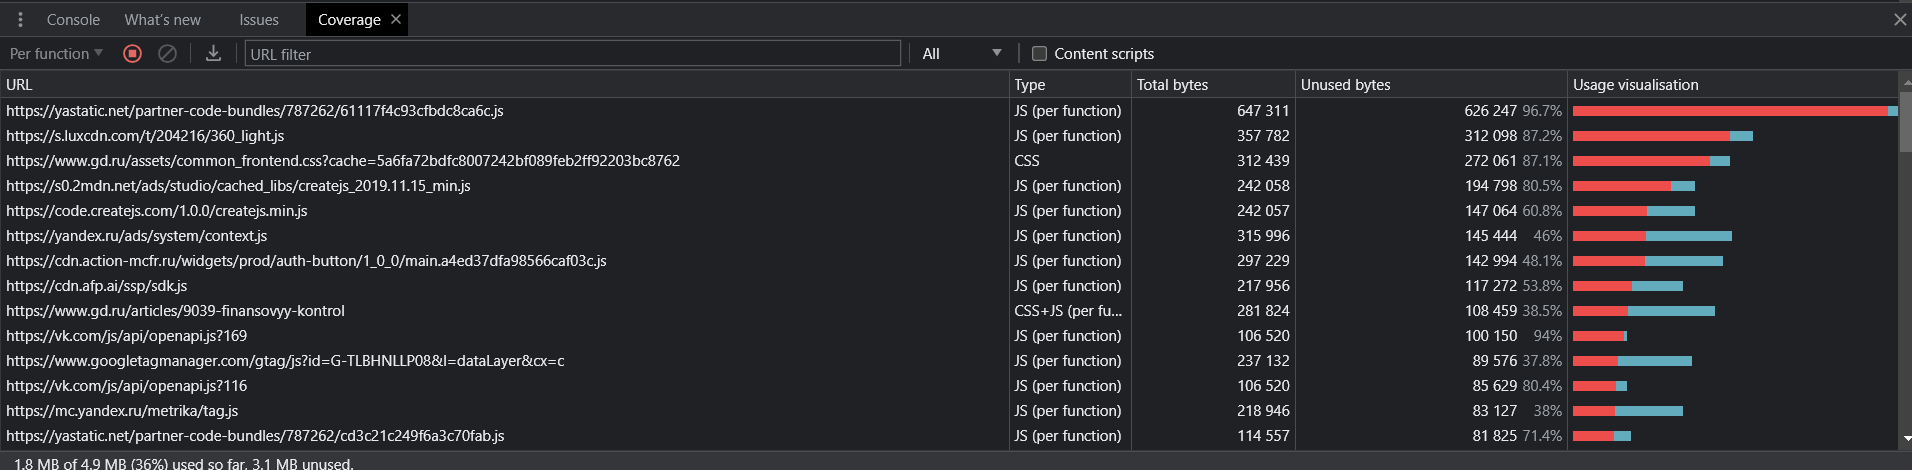 Console What's new Issues Coverage
Per function URL filter All Content scripts
URL Type Total bytes Unused bytes Usage visualisation
https://yastatic.net/partner-code-bundles/787262/61117f4c93cfbdc8ca6c.js JS (per function) 647 311 626 247 96.7%
https://s.luxcdn.com/t/204216/360_light.js JS (per function) 357 782 312 098 87.2%
https://www.gd.ru/assets/common_frontend.css?cache=5a6fa72bdfc8007242bf089feb2ff92203bc8762 CSS 312 439 272 061 87.1%
https://s0.2mdn.net/ads/studio/cached_libs/createjs_2019.11.15_min.js JS (per function) 242 058 194 798 80.5%
https://code.createjs.com/1.0.0/createjs.min.js JS (per function) 242 057 147 064 60.8%
https://yandex.ru/ads/system/context.js JS (per function) 315 996 145 444 46%
https://cdn.action-mcfr.ru/widgets/prod/auth-button/1_0_0/main.a4ed37dfa98566caf03c.js JS (per function) 297 229 142 994 48.1%
https://cdn.afp.ai/ssp/sdk.js JS (per function) 217 956 117 272 53.8%
https://www.gd.ru/articles/9039-finansovyy-kontrol CSS+JS (per fu... 281 824 108 459 38.5%
https://vk.com/js/api/openapi.js?169 JS (per function) 106 520 100 150 94%
https://www.googletagmanager.com/gtag/js?id=G-TLBHNLLP08&l=dataLayer&cx=c JS (per function) 237 132 89 576 37.8%
https://vk.com/js/api/openapi.js?116 JS (per function) 106 520 85 629 80.4%
https://mc.yandex.ru/metrika/tag.js JS (per function) 218 946 83 127 38%
https://yastatic.net/partner-code-bundles/787262/cd3c21c249f6a3c70fab.js JS (per function) 114 557 81 825 71.4%
1.8 MB of 4.9 MB (36%) used so far, 3.1 MB unused.